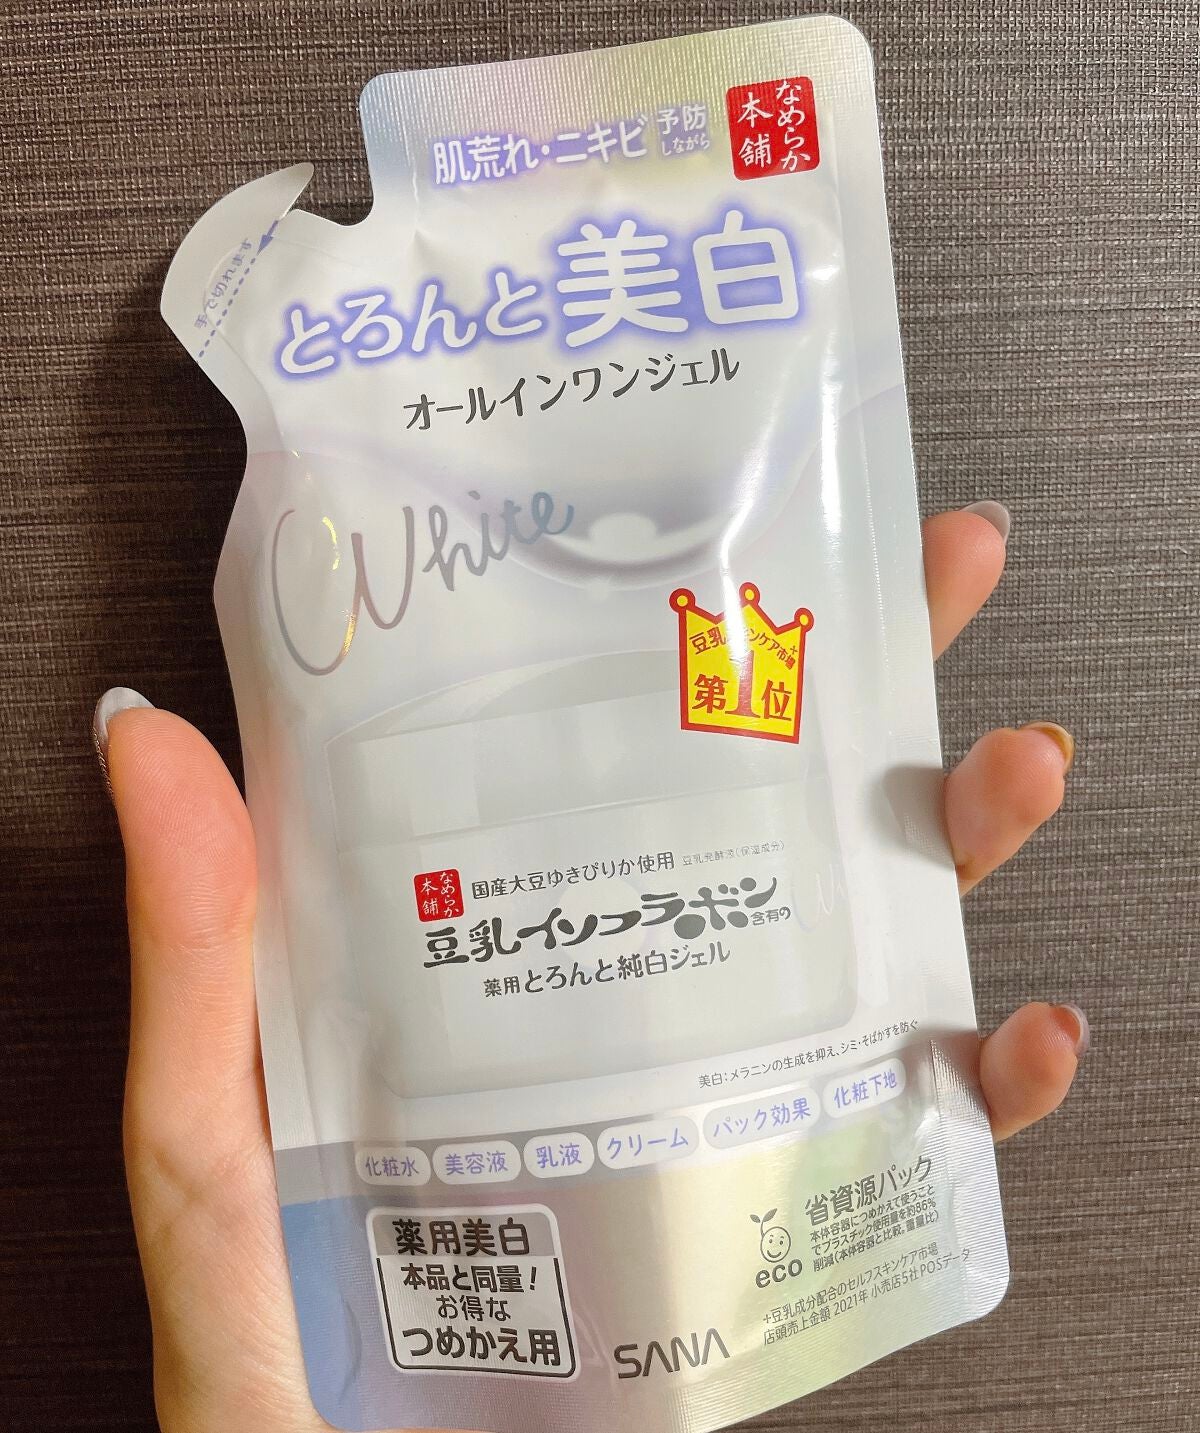 肌荒れ・ニキビ予防しながら
なめらか本舗
手で切れます
とろんと美白
オールインワンジェル
White
豆乳スキンケア市場+
第1位
なめらか本舗
国産大豆ゆきぴりか使用 豆乳発酵液(保湿成分)
豆乳イソフラボン含有の
薬用とろんと純白ジェル
美白:メラニンの生成を抑え、シミ・そばかすを防ぐ
化粧水 美容液 乳液 クリーム パック効果 化粧下地
薬用美白
本品と同量!
お得な
つめかえ用
eco
省資源パック
本体容器につめかえて使うこと
でプラスチック使用量を約86%
削減(本体容器と比較。重量比)
SANA
+豆乳成分配合のセルフスキンケア市場
店頭売上金額 2021年 小売店5社POSデータ